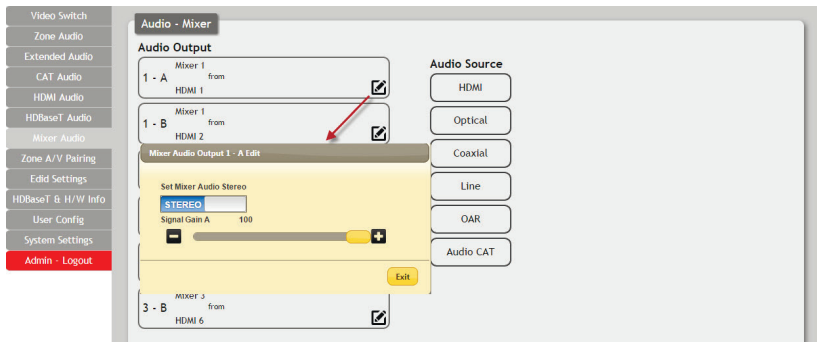 Video Switch
Zone Audio
Extended Audio
CAT Audio
HDMI Audio
HDBaseT Audio
Mixer Audio
Zone A/V Pairing
Edid Settings
HDBaseT & H/W Info
User Config
System Settings
Admin - Logout
Audio - Mixer
Audio Output
Mixer 1
1 - A from
HDMI 1
Mixer 1
1 - B from
HDMI 2
Mixer Audio Output 1 - A Edit
Set Mixer Audio Stereo
STEREO
Signal Gain A 100
Exit
Mixer 3
3 - B from
HDMI 6
Audio Source
HDMI
Optical
Coaxial
Line
OAR
Audio CAT